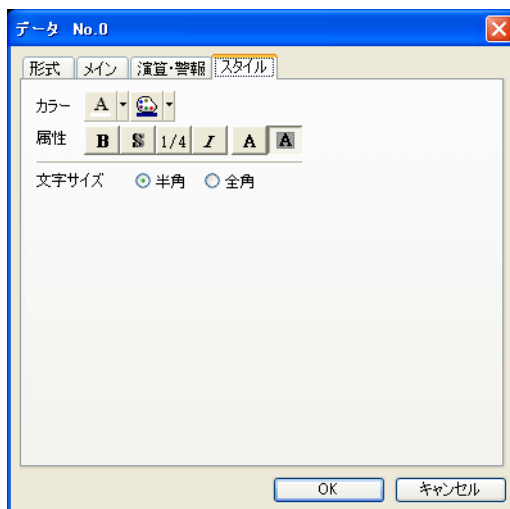 データ No.0
形式 メイン 演算・警報 スタイル
カラー A
属性 B S 1/4 I A A
文字サイズ 半角 全角
OK キャンセル